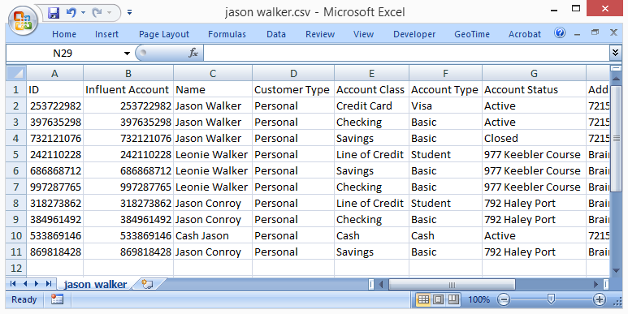 jason walker.csv - Microsoft Excel
Home Insert Page Layout Formulas Data Review View Developer GeoTime Acrobat
N29 fx
A B C D E F G
1 ID Influent Account Name Customer Type Account Class Account Type Account Status Add
2 253722982 253722982 Jason Walker Personal Credit Card Visa Active 7215
3 397635298 397635298 Jason Walker Personal Checking Basic Active 7215
4 732121076 732121076 Jason Walker Personal Savings Basic Closed 7215
5 242110228 242110228 Leonie Walker Personal Line of Credit Student 977 Keebler Course Brain
6 686868712 686868712 Leonie Walker Personal Savings Basic 977 Keebler Course Brain
7 997287765 997287765 Leonie Walker Personal Checking Basic 977 Keebler Course Brain
8 318273862 318273862 Jason Conroy Personal Line of Credit Student 792 Haley Port Brain
9 384961492 384961492 Jason Conroy Personal Checking Basic 792 Haley Port Brain
10 533869146 533869146 Cash Jason Personal Cash Cash Active 7215
11 869818428 869818428 Jason Conroy Personal Savings Basic 792 Haley Port Brain
12
jason walker
Ready 100%